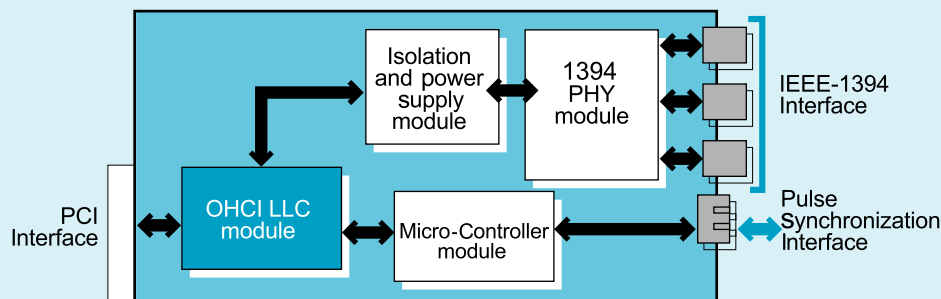 Isolation
and power
supply
module
1394
PHY
module
IEEE-1394
Interface
OHCI LLC
module
Micro-Controller
module
PCI
Interface
Pulse
Synchronization
Interface